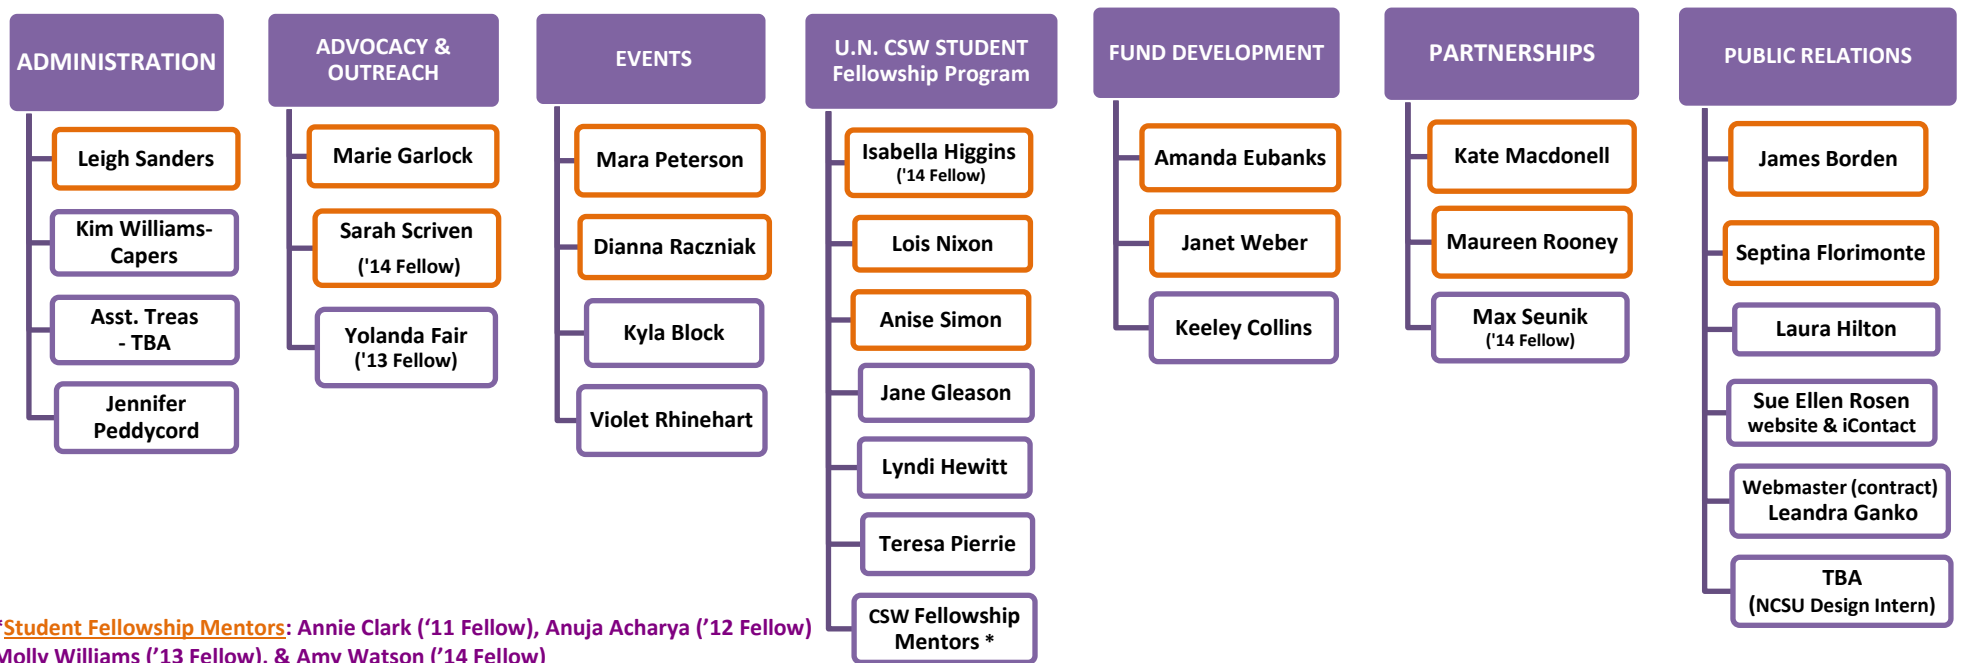 ADMINISTRATION
Leigh Sanders
Kim Williams-
Capers
Asst. Treas
- TBA
Jennifer
Peddycord
ADVOCACY &
OUTREACH
Marie Garlock
Sarah Scriven
('14 Fellow)
Yolanda Fair
('13 Fellow)
EVENTS
Mara Peterson
Dianna Raczniak
Kyla Block
Violet Rhinehart
U.N. CSW STUDENT
Fellowship Program
Isabella Higgins
('14 Fellow)
Lois Nixon
Anise Simon
Jane Gleason
Lyndi Hewitt
Teresa Pierrie
CSW Fellowship
Mentors *
FUND DEVELOPMENT
Amanda Eubanks
Janet Weber
Keeley Collins
PARTNERSHIPS
Kate Macdonell
Maureen Rooney
Max Seunik
('14 Fellow)
PUBLIC RELATIONS
James Borden
Septina Florimonte
Laura Hilton
Sue Ellen Rosen
website & iContact
Webmaster (contract)
Leandra Ganko
TBA
(NCSU Design Intern)
*Student Fellowship Mentors: Annie Clark (‘11 Fellow), Anuja Acharya (’12 Fellow)
Molly Williams (’13 Fellow), & Amy Watson (’14 Fellow)